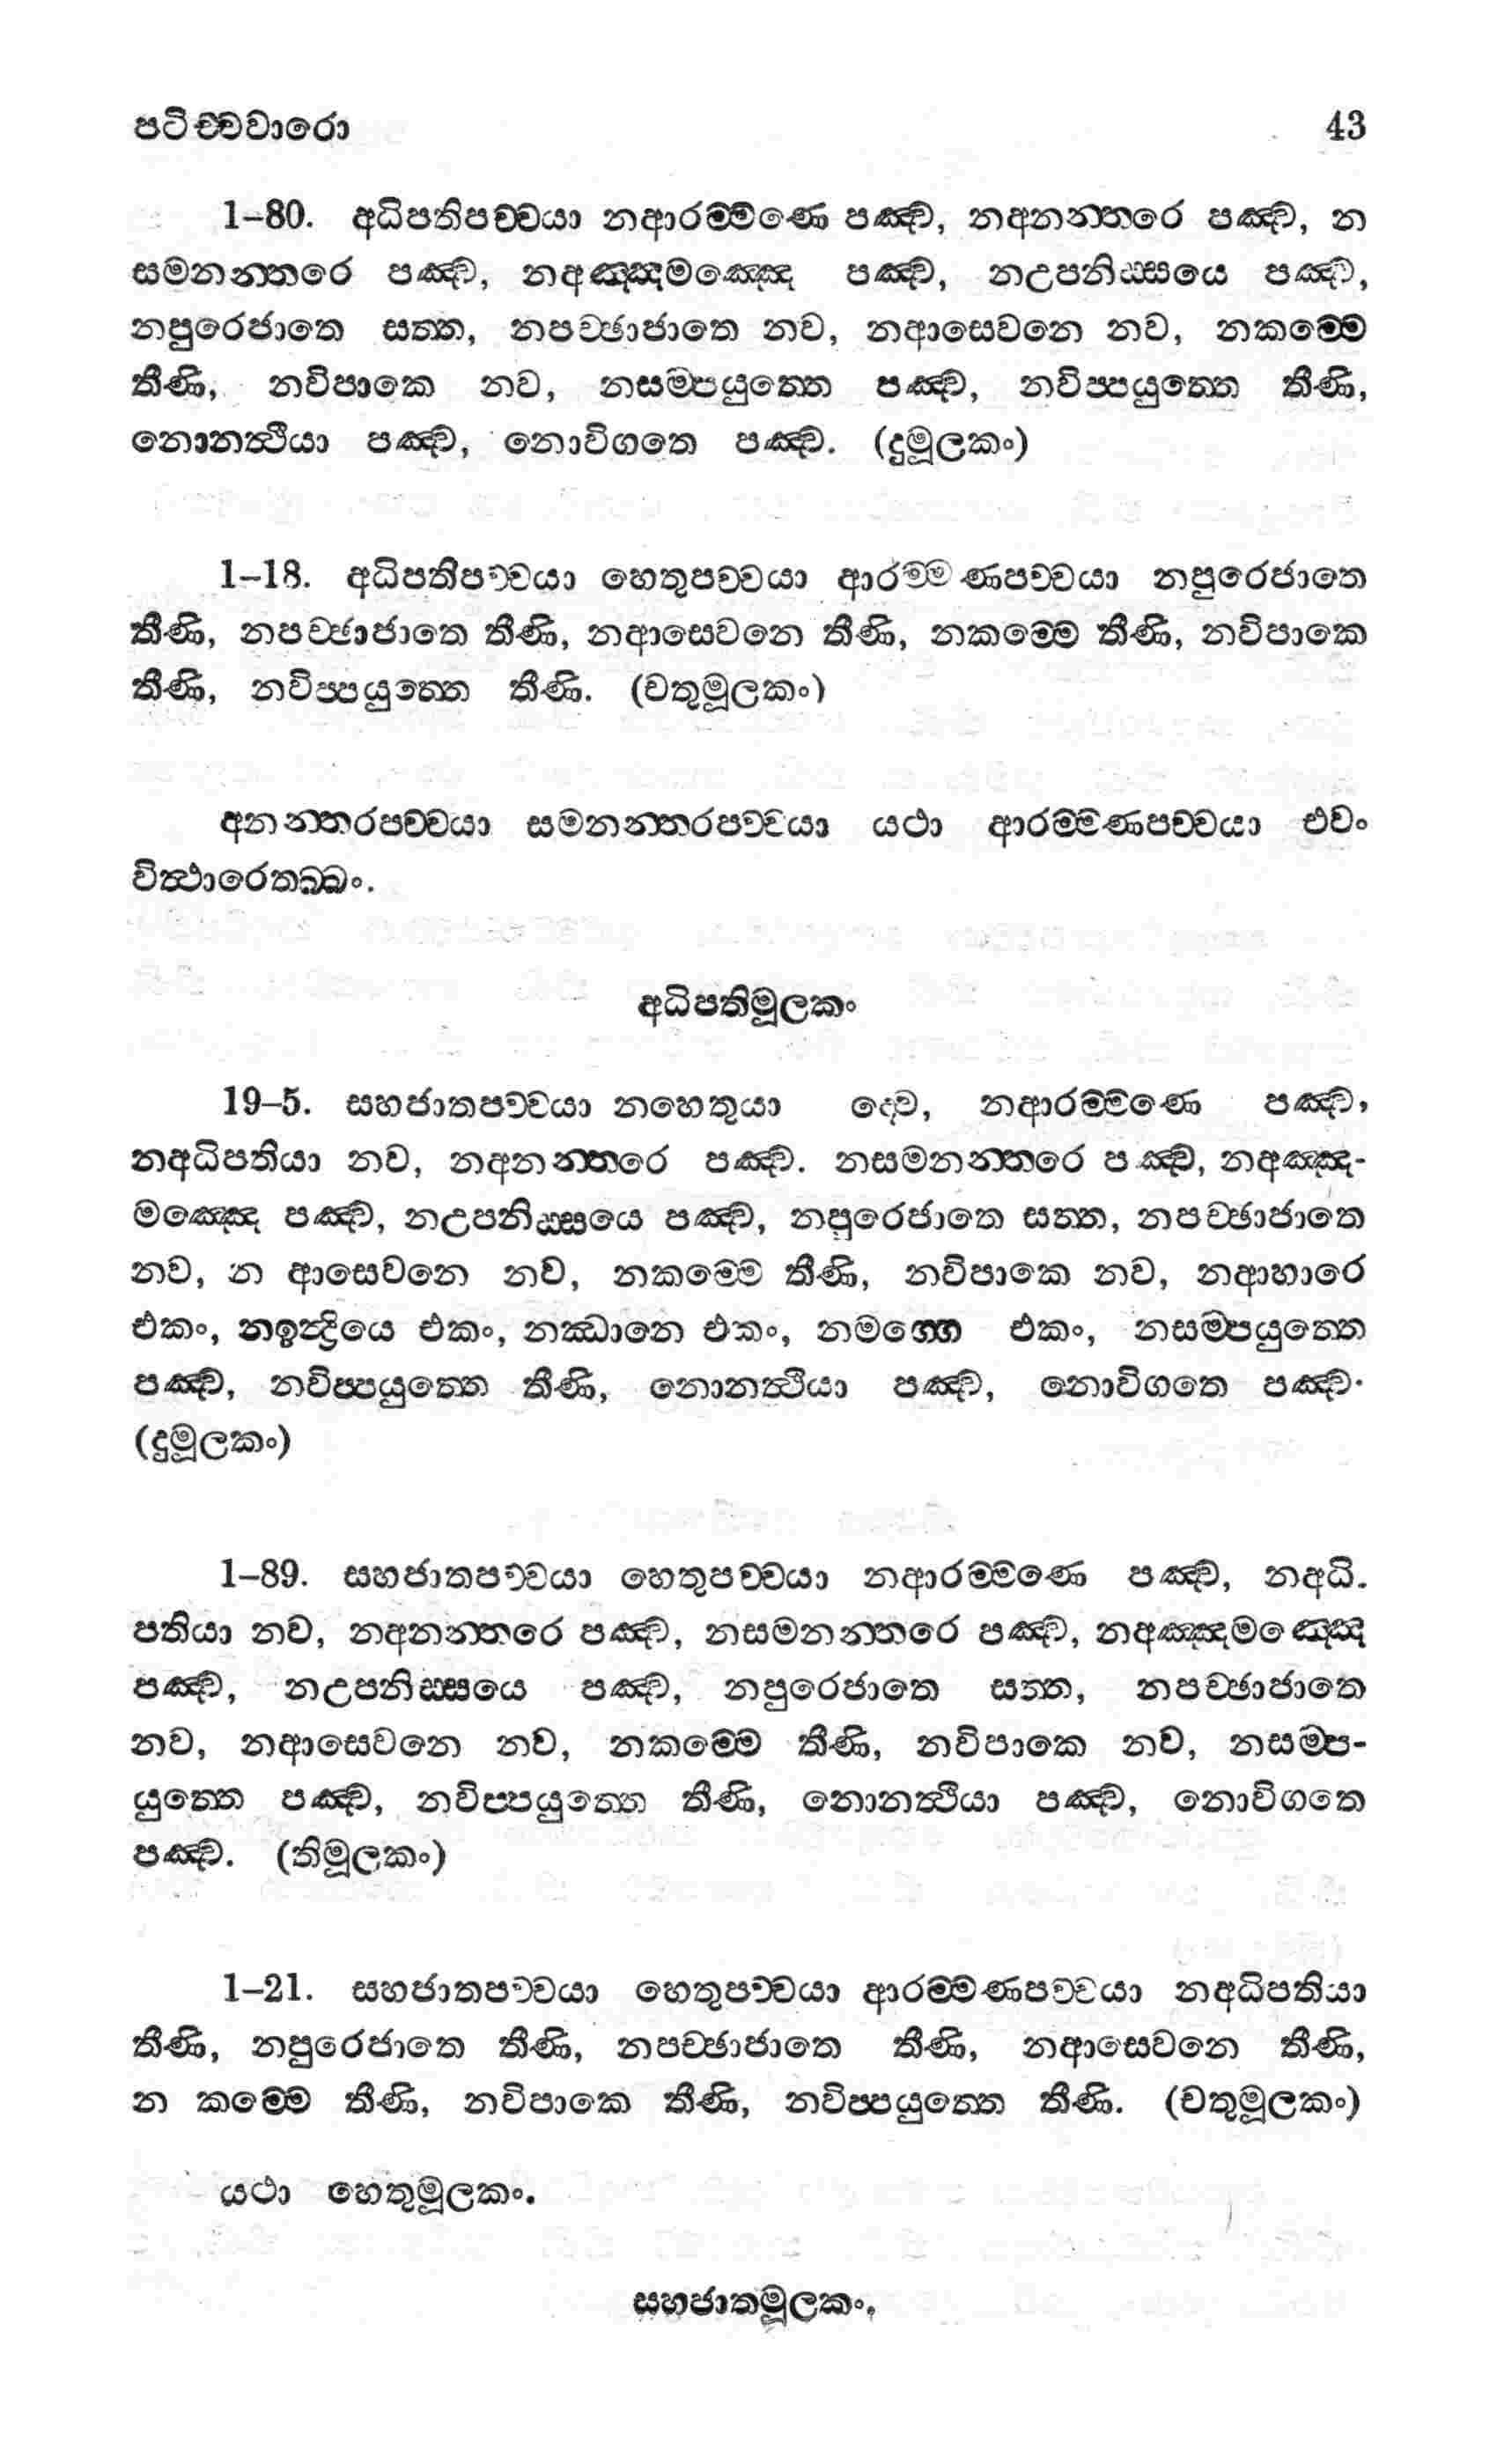 පටිච්චවාරො 43
1–80. අධිපතිපච්චයා නආරම්මණෙ පඤ්ච, නඅනන්තරෙ පඤ්ච, න
සමනන්තරෙ පඤ්ච, නඅඤ්ඤමඤ්ඤෙ පඤ්ච, නඋපනිස්සයෙ පඤ්ච,
නපුරෙජාතෙ සත්ත, නපච්ඡාජාතෙ නව, නආසෙවනෙ නව, නකම්මෙ
තීණි, නවිපාකෙ නව, නසම්පයුත්තෙ පඤ්ච, නවිප්පයුත්තෙ තීණි,
නොනත්ථියා පඤ්ච, නොවිගතෙ පඤ්ච. (දුමූලකං)
1–18. අධිපතිපච්චයා හෙතුපච්චයා ආරම්මණපච්චයා නපුරෙජාතෙ
තීණි, නපච්ඡාජාතෙ තීණි, නආසෙවනෙ තීණි, නකම්මෙ තීණි, නවිපාකෙ
තීණි, නවිප්පයුත්තෙ තීණි. (චතුමූලකං)
අනන්තරපච්චයා සමනන්තරපච්චයා යථා ආරම්මණපච්චයා එවං
විත්ථාරෙතබ්බං.
අධිපතිමූලකං
19–5. සහජාතපච්චයා නහෙතුයා ද්වෙ, නආරම්මණෙ පඤ්ච,
නඅධිපතියා නව, නඅනන්තරෙ පඤ්ච. නසමනන්තරෙ පඤ්ච, නඅඤ්ඤ-
මඤ්ඤෙ පඤ්ච, නඋපනිස්සයෙ පඤ්ච, නපුරෙජාතෙ සත්ත, නපච්ඡාජාතෙ
නව, න ආසෙවනෙ නව, නකම්මෙ තීණි, නවිපාකෙ නව, නආහාරෙ
එකං, නඉන්ද්‍රියෙ එකං, නඣානෙ එකං, නමග්ගෙ එකං, නසම්පයුත්තෙ
පඤ්ච, නවිප්පයුත්තෙ තීණි, නොනත්ථියා පඤ්ච, නොවිගතෙ පඤ්ච.
(දුමූලකං)
1–89. සහජාතපච්චයා හෙතුපච්චයා නආරම්මණෙ පඤ්ච, නඅධි.
පතියා නව, නඅනන්තරෙ පඤ්ච, නසමනන්තරෙ පඤ්ච, නඅඤ්ඤමඤ්ඤෙ
පඤ්ච, නඋපනිස්සයෙ පඤ්ච, නපුරෙජාතෙ සත්ත, නපච්ඡාජාතෙ
නව, නආසෙවනෙ නව, නකම්මෙ තීණි, නවිපාකෙ නව, නසම්ප-
යුත්තෙ පඤ්ච, නවිප්පයුත්තෙ තීණි, නොනත්ථියා පඤ්ච, නොවිගතෙ
පඤ්ච. (තිමූලකං)
1–21. සහජාතපච්චයා හෙතුපච්චයා ආරම්මණපච්චයා නඅධිපතියා
තීණි, නපුරෙජාතෙ තීණි, නපච්ඡාජාතෙ තීණි, නආසෙවනෙ තීණි,
න කම්මෙ තීණි, නවිපාකෙ තීණි, නවිප්පයුත්තෙ තීණි. (චතුමූලකං)
යථා හෙතුමූලකං.
සහජාතමූලකං.